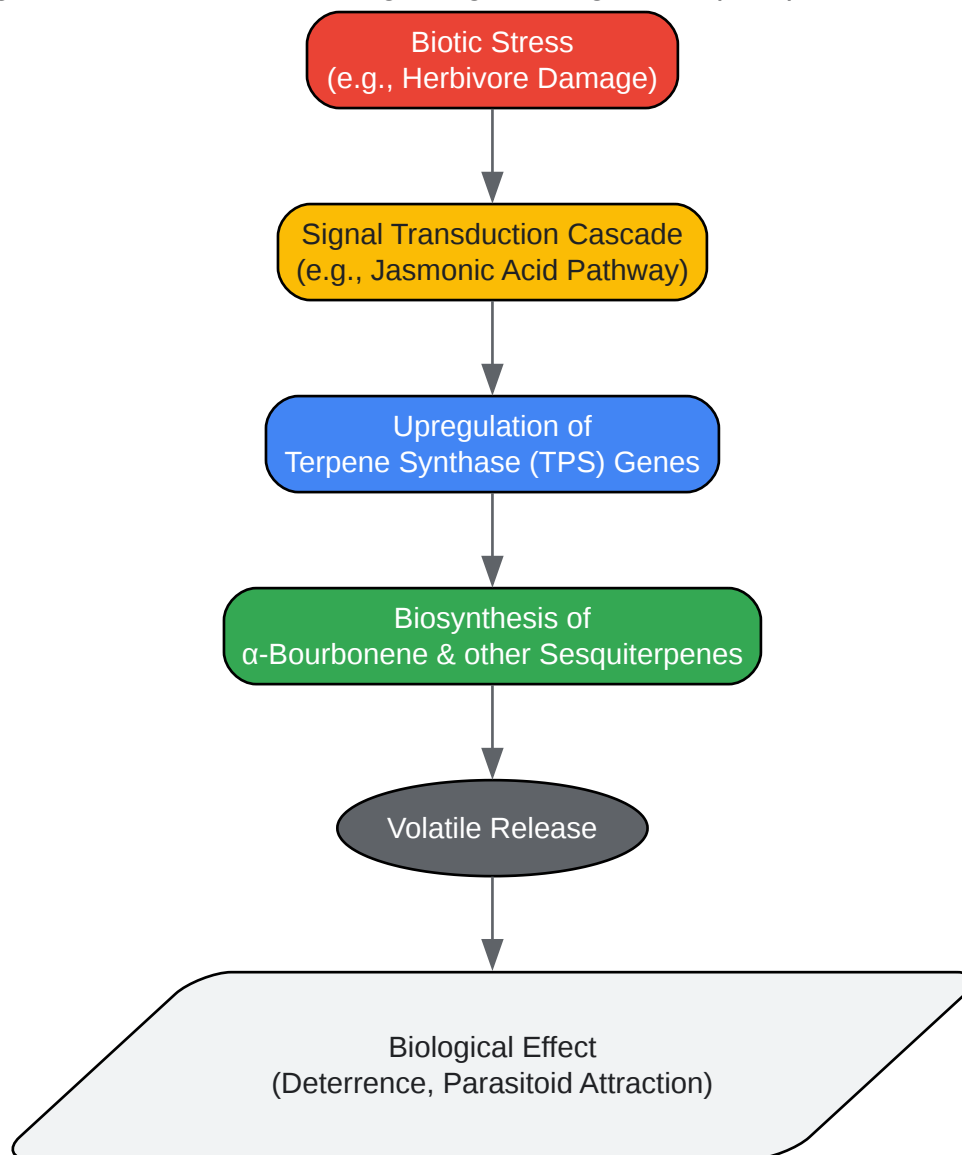 Biotic Stress
(e.g., Herbivore Damage)
Signal Transduction Cascade
(e.g., Jasmonic Acid Pathway)
Upregulation of
Terpene Synthase (TPS) Genes
Biosynthesis of
α-Bourbonene & other Sesquiterpenes
Volatile Release
Biological Effect
(Deterrence, Parasitoid Attraction)